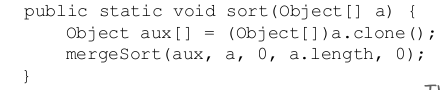 public static void sort(Object[] a) {
    Object aux[] = (Object[])a.clone();
    mergeSort(aux, a, 0, a.length, 0);
}